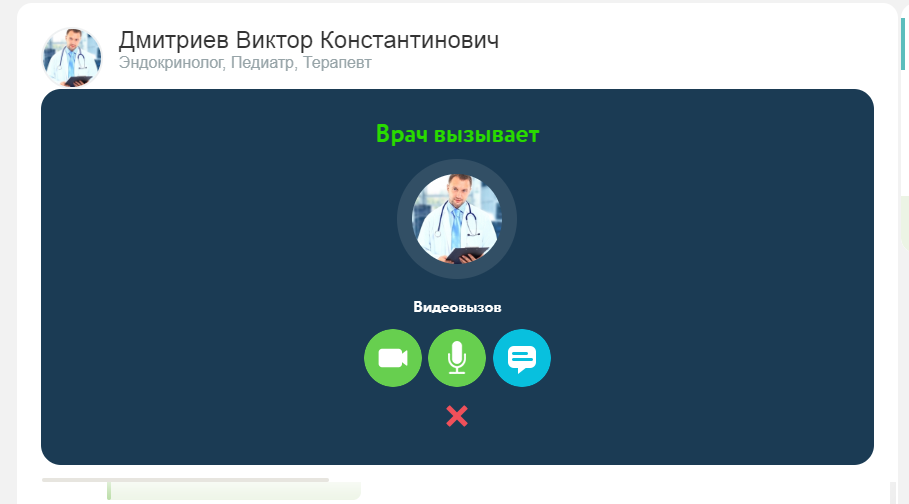 Дмитриев Виктор Константинович
Эндокринолог, Педиатр, Терапевт
Врач вызывает
Видеовызов